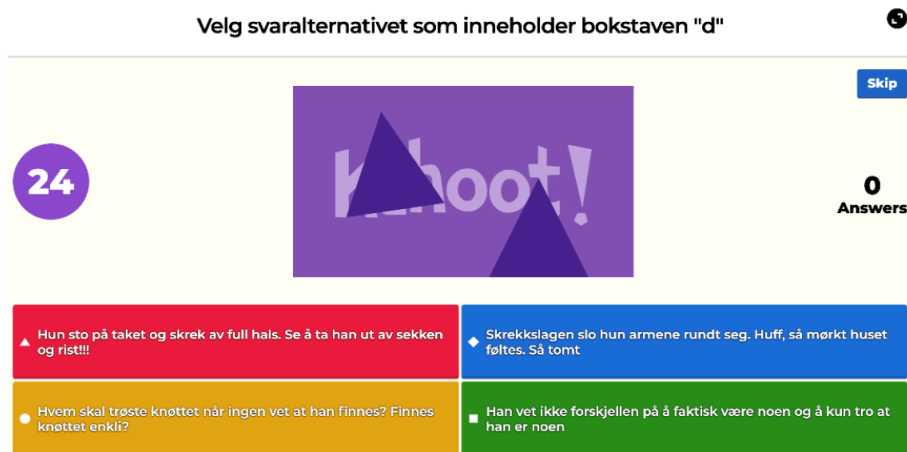 Velg svaralternativet som inneholder bokstaven "d"
Skip
24
kahoot!
0
Answers
Hun sto på taket og skrek av full hals. Se å ta han ut av sekken
og rist!!!
Skrekkslagen slo hun armene rundt seg. Huff, så mørkt huset
føltes. Så tomt
Hvem skal trøste knøttet når ingen vet at han finnes? Finnes
knøttet enkli?
Han vet ikke forskjellen på å faktisk være noen og å kun tro at
han er noen